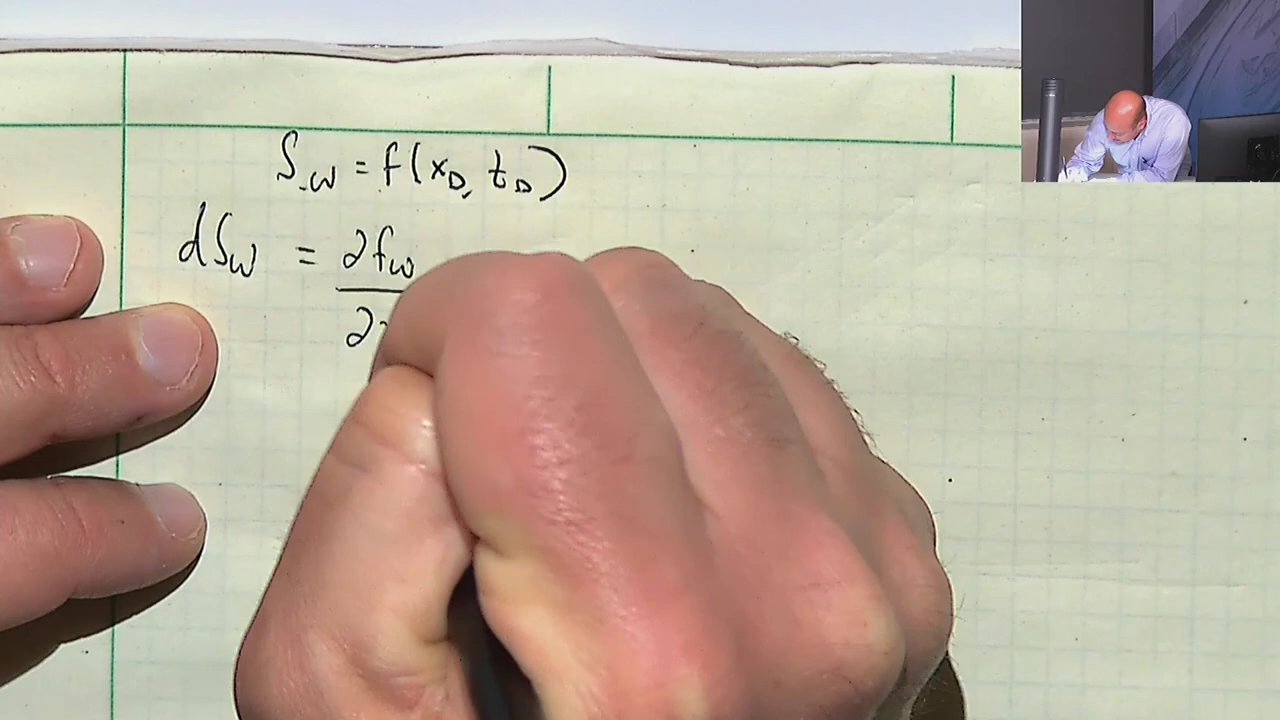 S_w = f(x_D, t_D)
dS_w = ∂f_w
∂